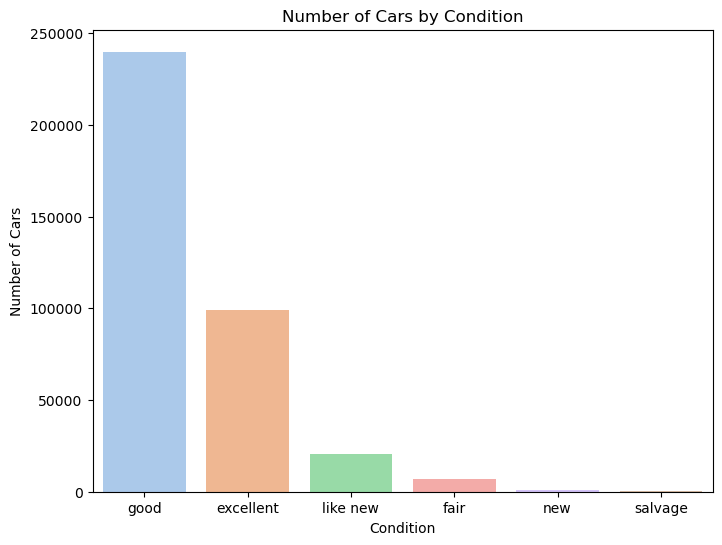 Number of Cars by Condition
Number of Cars
250000
200000
150000
100000
50000
0
good excellent like new fair new salvage
Condition